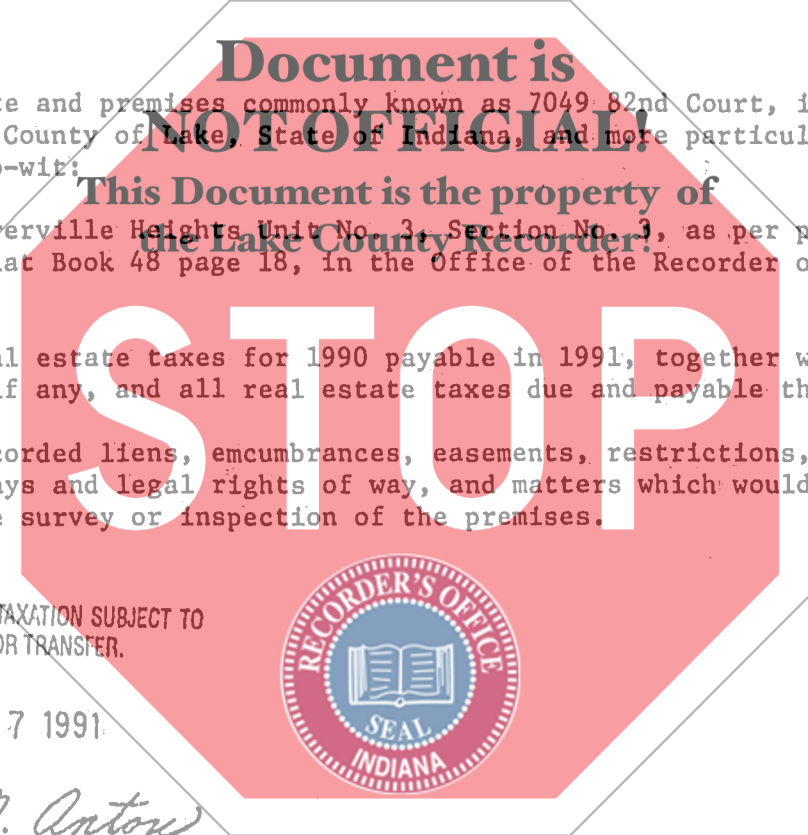 Document is
te and premises commonly known as 7049 82nd Court, i
County of Lake, State of Indiana, and more particul
NOT OFFICIAL!
o-wit:
This Document is the property of
erville Heights Unit No. 3, Section No. 3, as per p
the Lake County Recorder!
at Book 48 page 18, in the Office of the Recorder o
al estate taxes for 1990 payable in 1991, together w
if any, and all real estate taxes due and payable th
STOP
orded liens, emcumbrances, easements, restrictions,
ays and legal rights of way, and matters which would
e survey or inspection of the premises.
RECORDER'S OFFICE
TAXATION SUBJECT TO
OR TRANSFER.
7 1991
SEAL
INDIANA
Anton